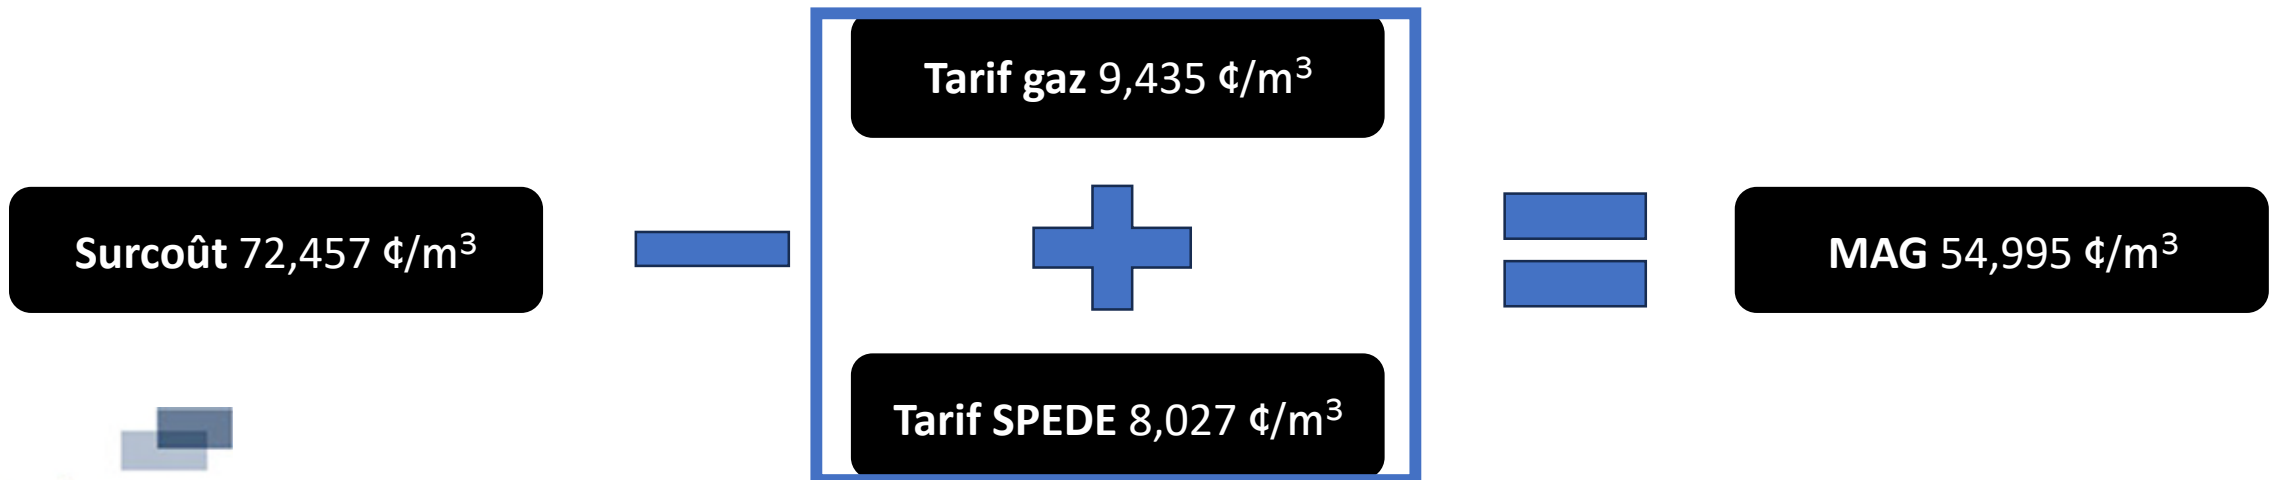 Tarif gaz 9,435 ¢/m³
Surcoût 72,457 ¢/m³
MAG 54,995 ¢/m³
Tarif SPEDE 8,027 ¢/m³